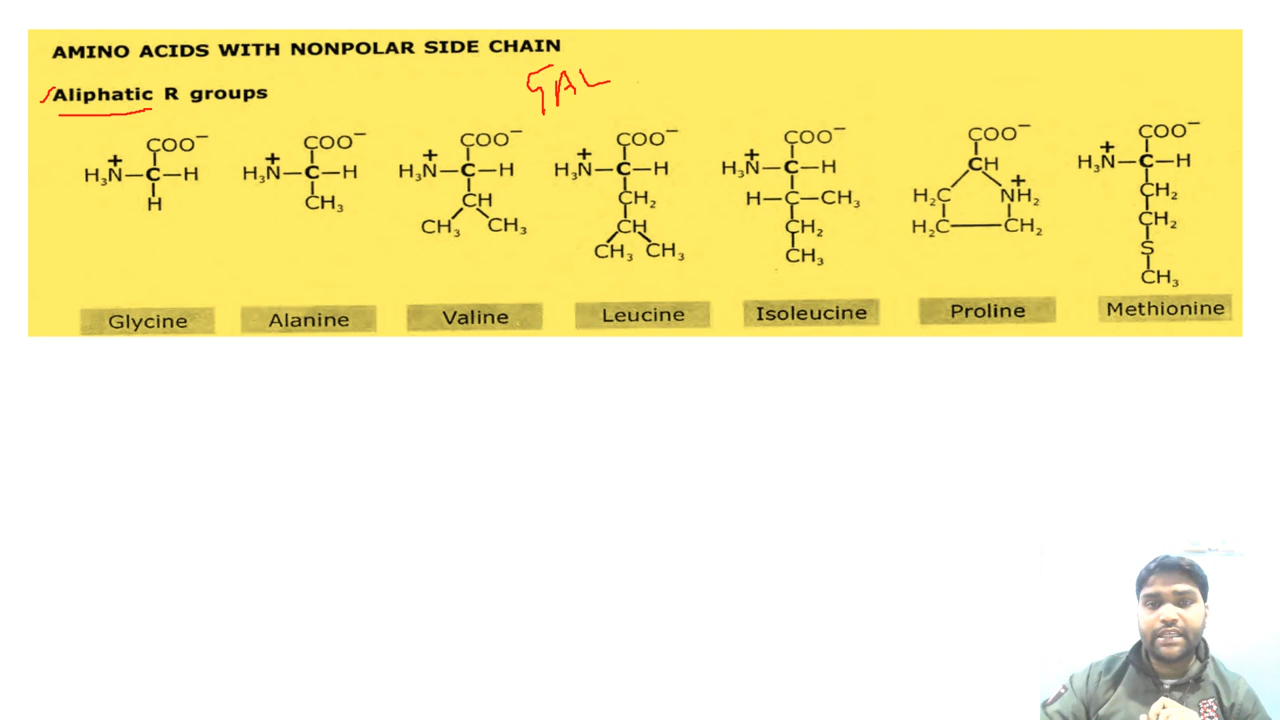 AMINO ACIDS WITH NONPOLAR SIDE CHAIN
GAL
Aliphatic R groups
COO⁻
H₃N⁺—C—H
H
Glycine
COO⁻
H₃N⁺—C—H
CH₃
Alanine
COO⁻
H₃N⁺—C—H
CH
CH₃ CH₃
Valine
COO⁻
H₃N⁺—C—H
CH₂
CH
CH₃ CH₃
Leucine
COO⁻
H₃N⁺—C—H
H—C—CH₃
CH₂
CH₃
Isoleucine
COO⁻
CH
H₂C NH₂⁺
H₂C—CH₂
Proline
COO⁻
H₃N⁺—C—H
CH₂
CH₂
S
CH₃
Methionine